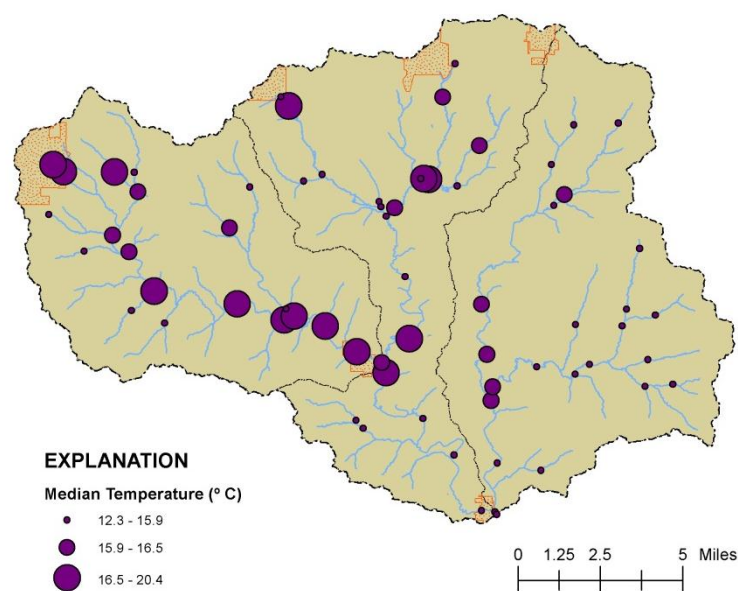 EXPLANATION
Median Temperature (º C)
12.3 - 15.9
15.9 - 16.5
16.5 - 20.4
0 1.25 2.5 5 Miles